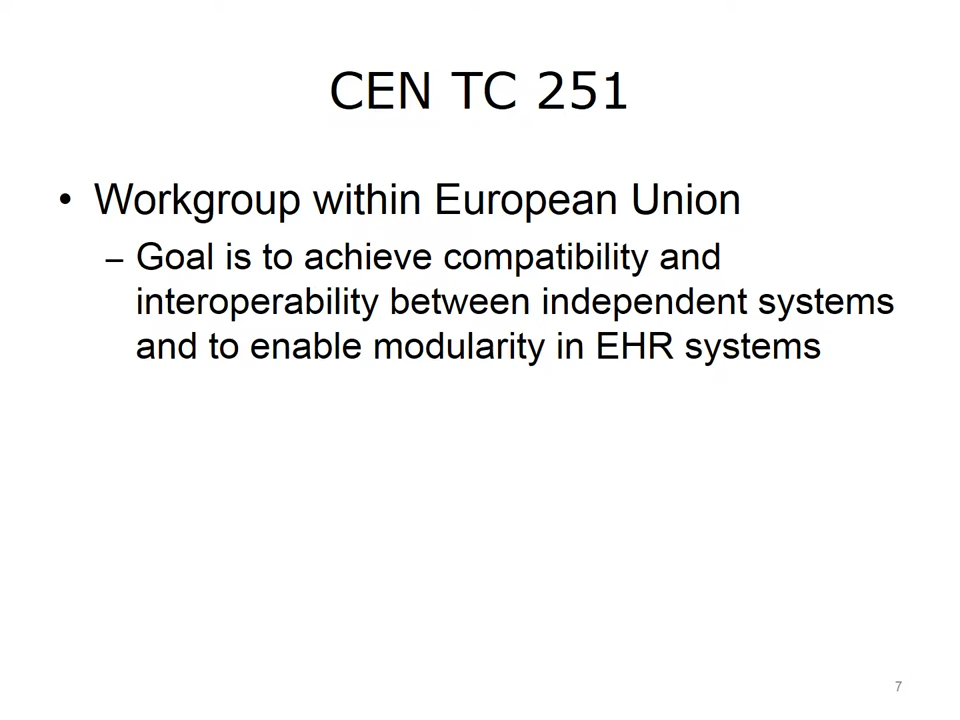 CEN TC 251
• Workgroup within European Union
– Goal is to achieve compatibility and
interoperability between independent systems
and to enable modularity in EHR systems
7